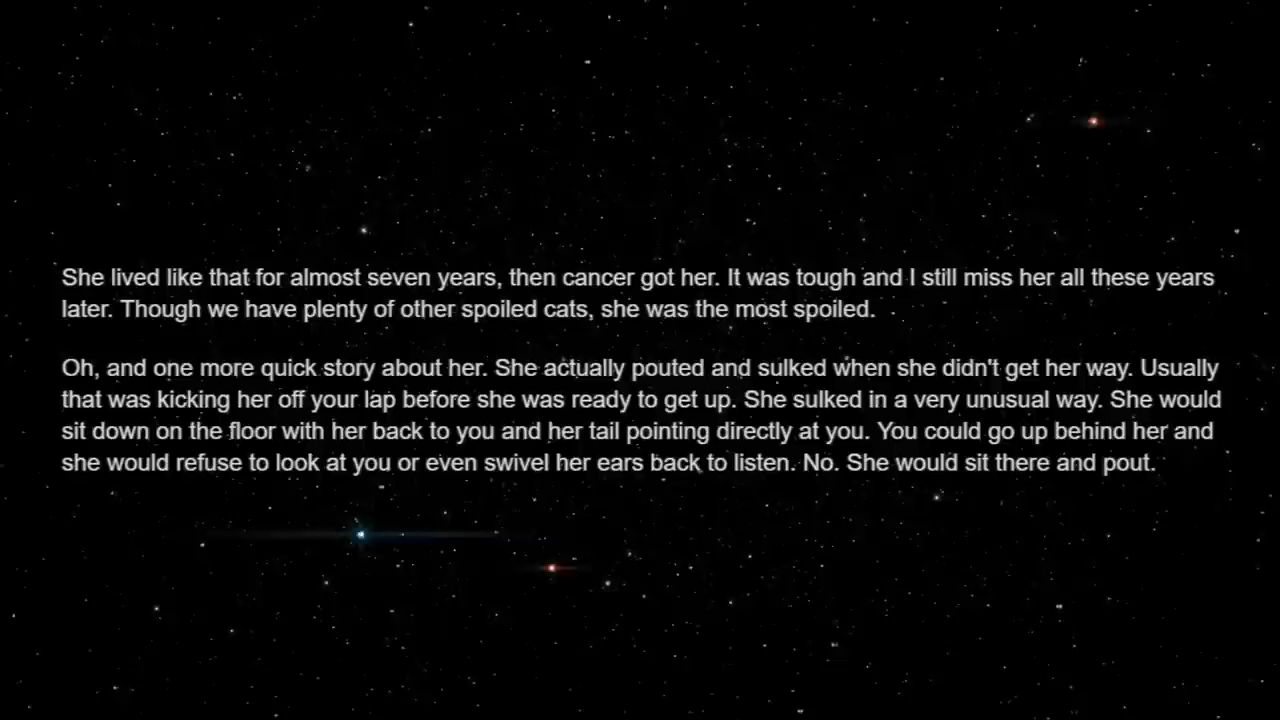 She lived like that for almost seven years, then cancer got her. It was tough and I still miss her all these years
later. Though we have plenty of other spoiled cats, she was the most spoiled.
Oh, and one more quick story about her. She actually pouted and sulked when she didn't get her way. Usually
that was kicking her off your lap before she was ready to get up. She sulked in a very unusual way. She would
sit down on the floor with her back to you and her tail pointing directly at you. You could go up behind her and
she would refuse to look at you or even swivel her ears back to listen. No. She would sit there and pout.